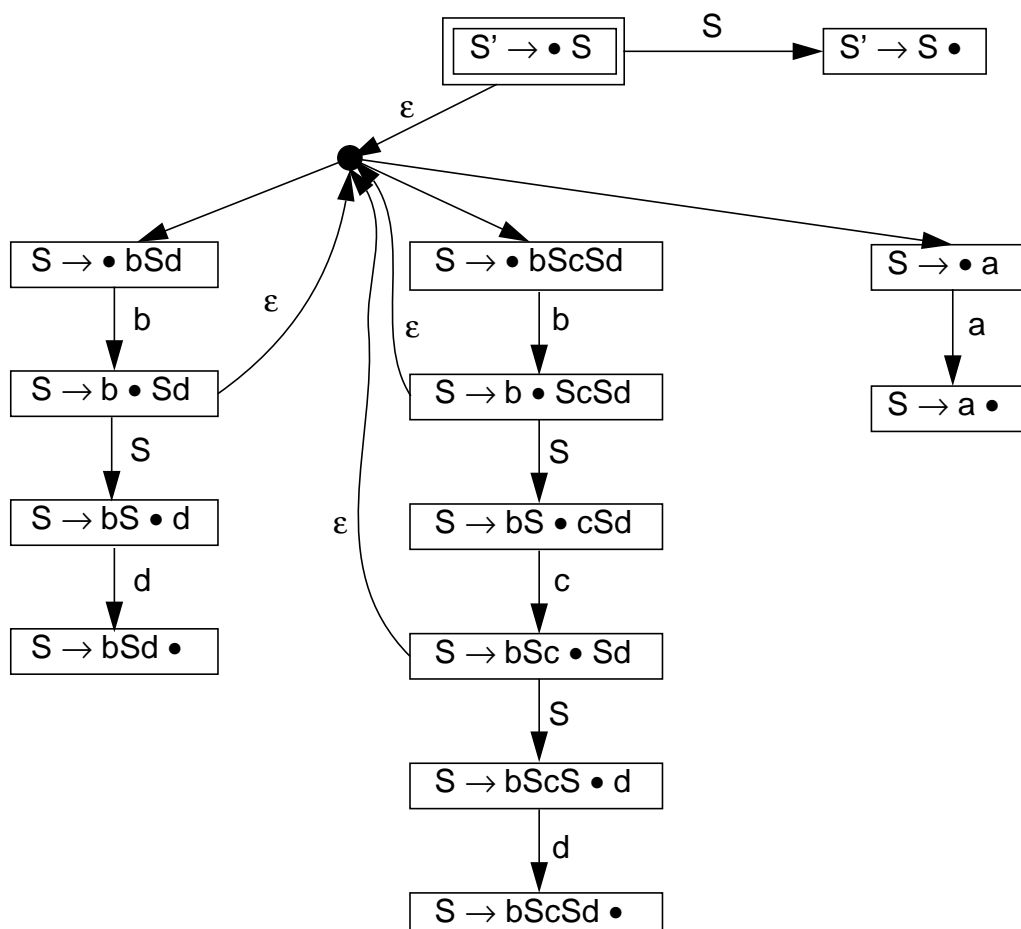 S' → • S
S
S' → S •
ε
S → • bSd
S → • bScSd
S → • a
b
ε
ε
b
a
S → b • Sd
S → b • ScSd
S → a •
S
S
S → bS • d
ε
S → bS • cSd
d
c
S → bSd •
S → bSc • Sd
S
S → bScS • d
d
S → bScSd •